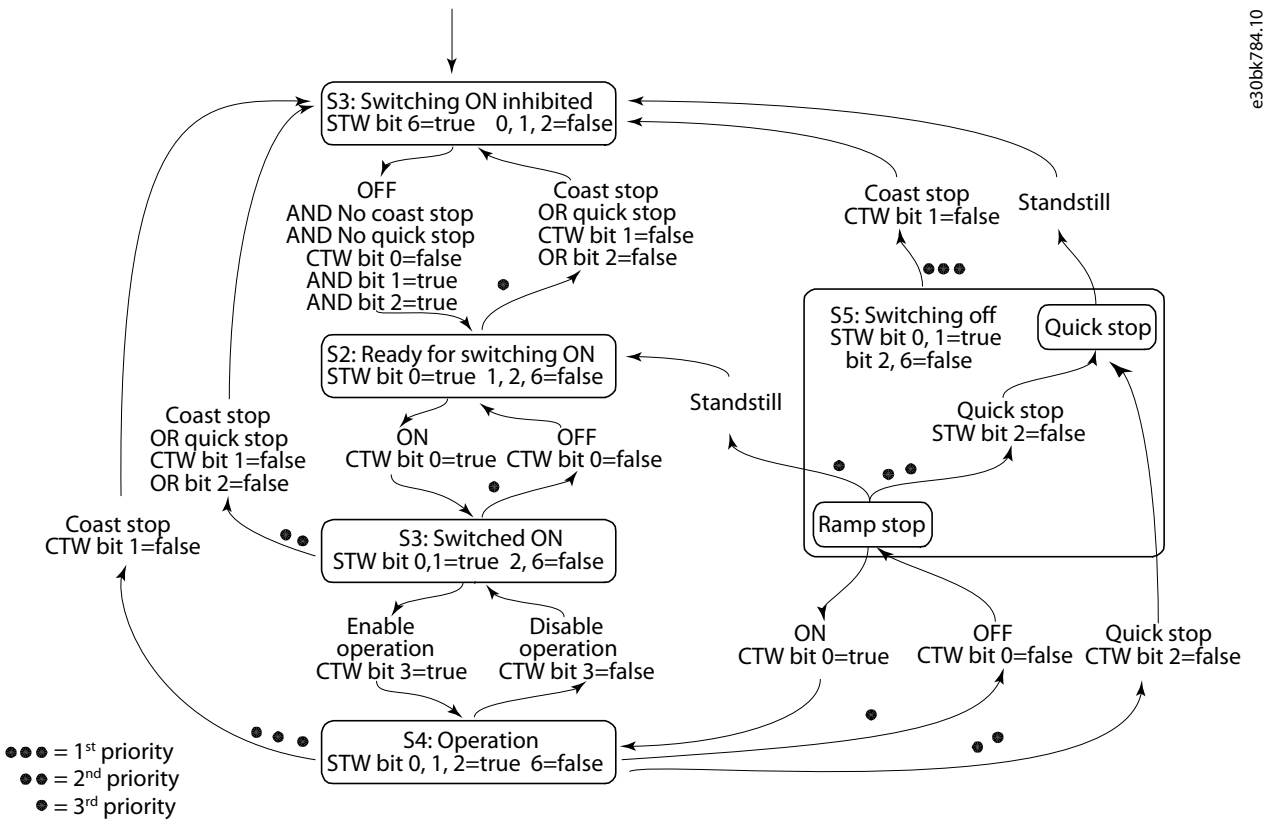 e30bk784.10
S3: Switching ON inhibited
STW bit 6=true 0, 1, 2=false
OFF
AND No coast stop
AND No quick stop
CTW bit 0=false
AND bit 1=true
AND bit 2=true
Coast stop
OR quick stop
CTW bit 1=false
OR bit 2=false
Coast stop
CTW bit 1=false
Standstill
S5: Switching off
STW bit 0, 1=true
bit 2, 6=false
Quick stop
S2: Ready for switching ON
STW bit 0=true 1, 2, 6=false
Standstill
Quick stop
STW bit 2=false
Coast stop
OR quick stop
CTW bit 1=false
OR bit 2=false
ON
CTW bit 0=true
OFF
CTW bit 0=false
Ramp stop
Coast stop
CTW bit 1=false
S3: Switched ON
STW bit 0,1=true 2, 6=false
Enable
operation
CTW bit 3=true
Disable
operation
CTW bit 3=false
ON
CTW bit 0=true
OFF
CTW bit 0=false
Quick stop
CTW bit 2=false
S4: Operation
STW bit 0, 1, 2=true 6=false
●●● = 1st priority
●● = 2nd priority
● = 3rd priority